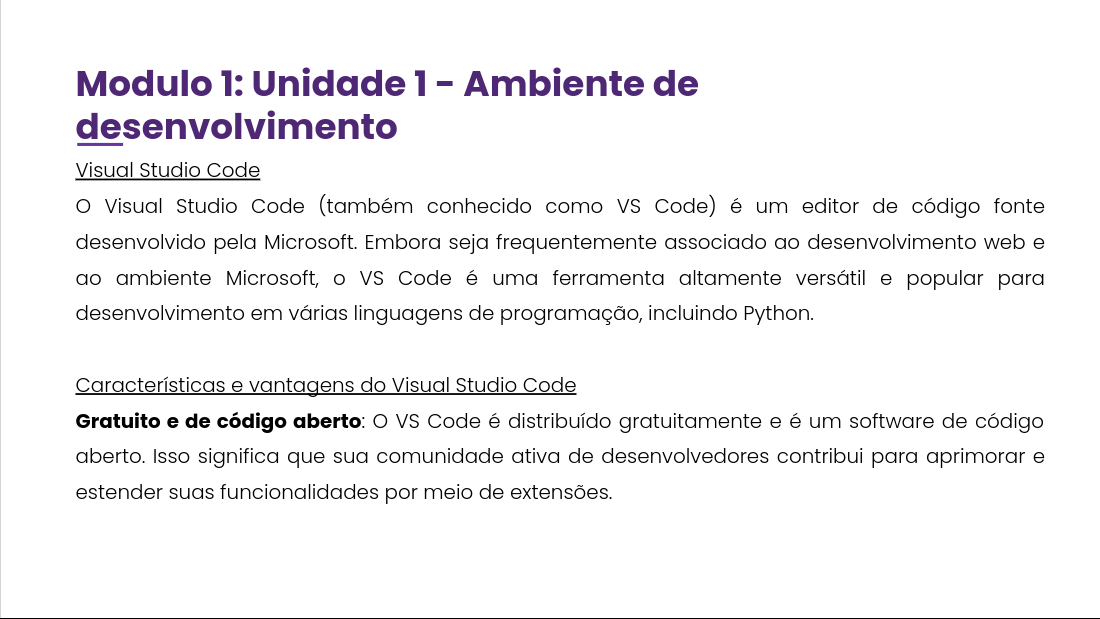 Modulo 1: Unidade 1 - Ambiente de
desenvolvimento
Visual Studio Code
O Visual Studio Code (também conhecido como VS Code) é um editor de código fonte
desenvolvido pela Microsoft. Embora seja frequentemente associado ao desenvolvimento web e
ao ambiente Microsoft, o VS Code é uma ferramenta altamente versátil e popular para
desenvolvimento em várias linguagens de programação, incluindo Python.
Características e vantagens do Visual Studio Code
Gratuito e de código aberto: O VS Code é distribuído gratuitamente e é um software de código
aberto. Isso significa que sua comunidade ativa de desenvolvedores contribui para aprimorar e
estender suas funcionalidades por meio de extensões.